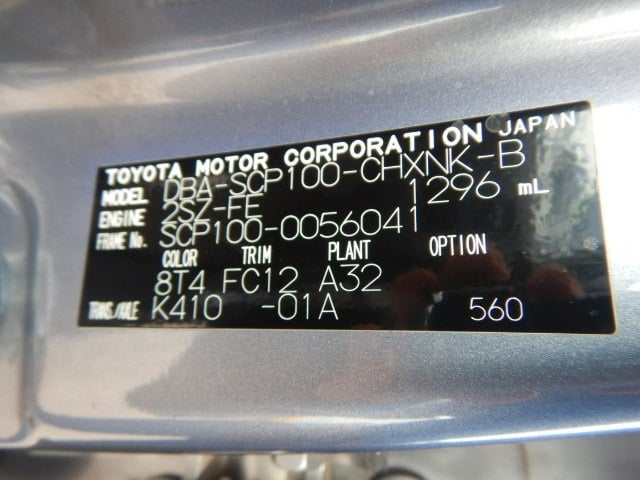 TOYOTA MOTOR CORPORATION JAPAN
MODEL DBA-SCP100-CHXNK-B
ENGINE 2SZ-FE 1296 mL
FRAME No. SCP100-0056041
COLOR TRIM PLANT OPTION
8T4 FC12 A32
TRANS./AXLE K410 -01A 560